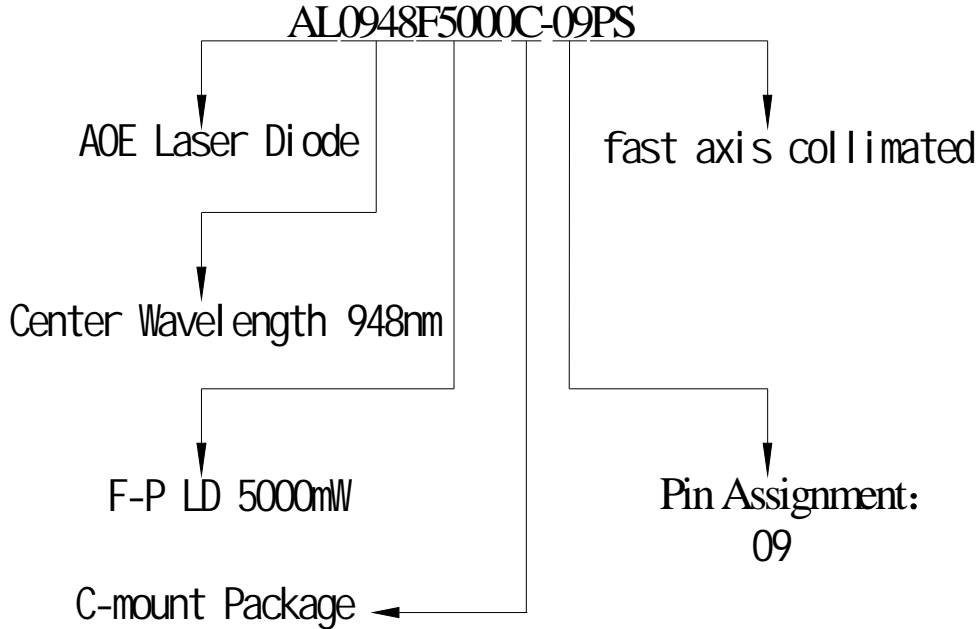 AL0948F5000C-09PS
AOE Laser Diode
fast axis collimated
Center Wavelength 948nm
F-P LD 5000mW
Pin Assignment：
09
C-mount Package